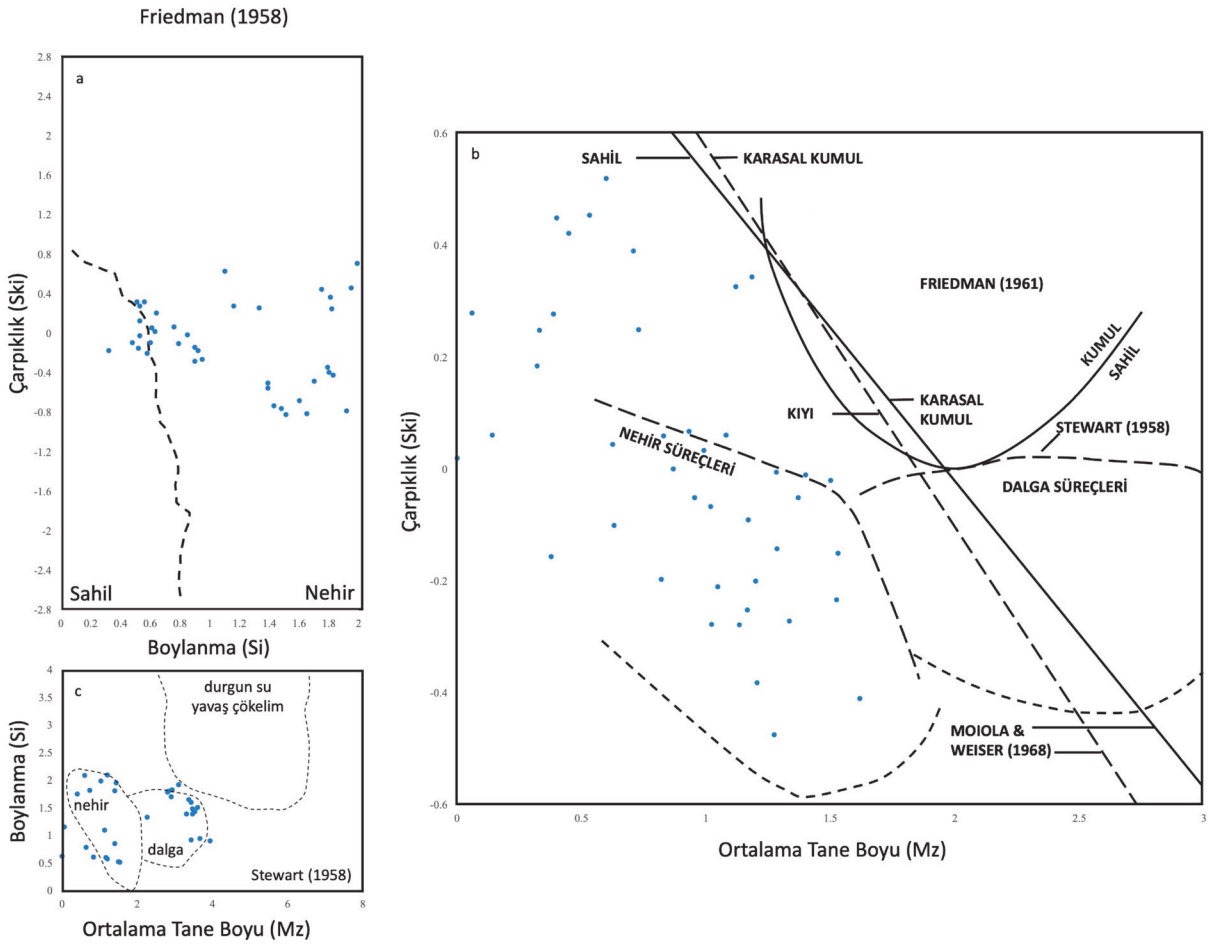 Friedman (1958)
a
2.8
2.4
2
1.6
1.2
0.8
0.4
0
-0.4
-0.8
-1.2
-1.6
-2
-2.4
-2.8
Çarpıklık (Ski)
Sahil
Nehir
0 0.2 0.4 0.6 0.8 1 1.2 1.4 1.6 1.8 2
Boylanma (Si)
b
0.6
0.4
0.2
0
-0.2
-0.4
-0.6
Çarpıklık (Ski)
SAHİL
KARASAL KUMUL
FRIEDMAN (1961)
KUMUL
SAHİL
KIYI
KARASAL
KUMUL
STEWART (1958)
NEHİR SÜREÇLERİ
DALGA SÜREÇLERİ
MOIOLA &
WEISER (1968)
0 0.5 1 1.5 2 2.5 3
Ortalama Tane Boyu (Mz)
c
4
3.5
3
2.5
2
1.5
1
0.5
0
Boylanma (Si)
durgun su
yavaş çökelim
nehir
dalga
Stewart (1958)
0 2 4 6 8
Ortalama Tane Boyu (Mz)